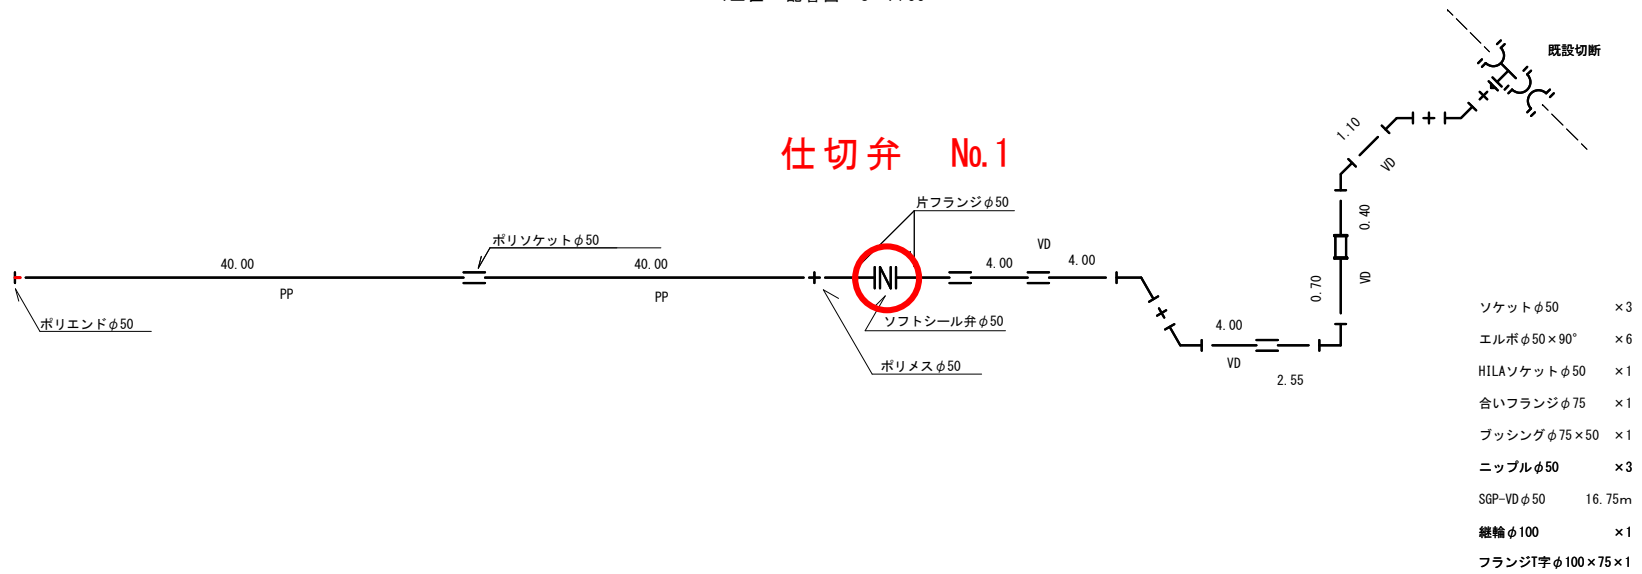 既設切断
1.10
VD
仕切弁 No.1
片フランジφ50
0.40
ポリソケットφ50
VD
40.00
40.00
4.00
4.00
PP
PP
VD
0.70
ポリエンドφ50
ソフトシール弁φ50
4.00
ポリメスφ50
VD
2.55
ソケットφ50 ×3
エルボφ50×90° ×6
HILAソケットφ50 ×1
合いフランジφ75 ×1
ブッシングφ75×50 ×1
ニップルφ50 ×3
SGP-VDφ50 16.75m
継輪φ100 ×1
フランジT字φ100×75×1